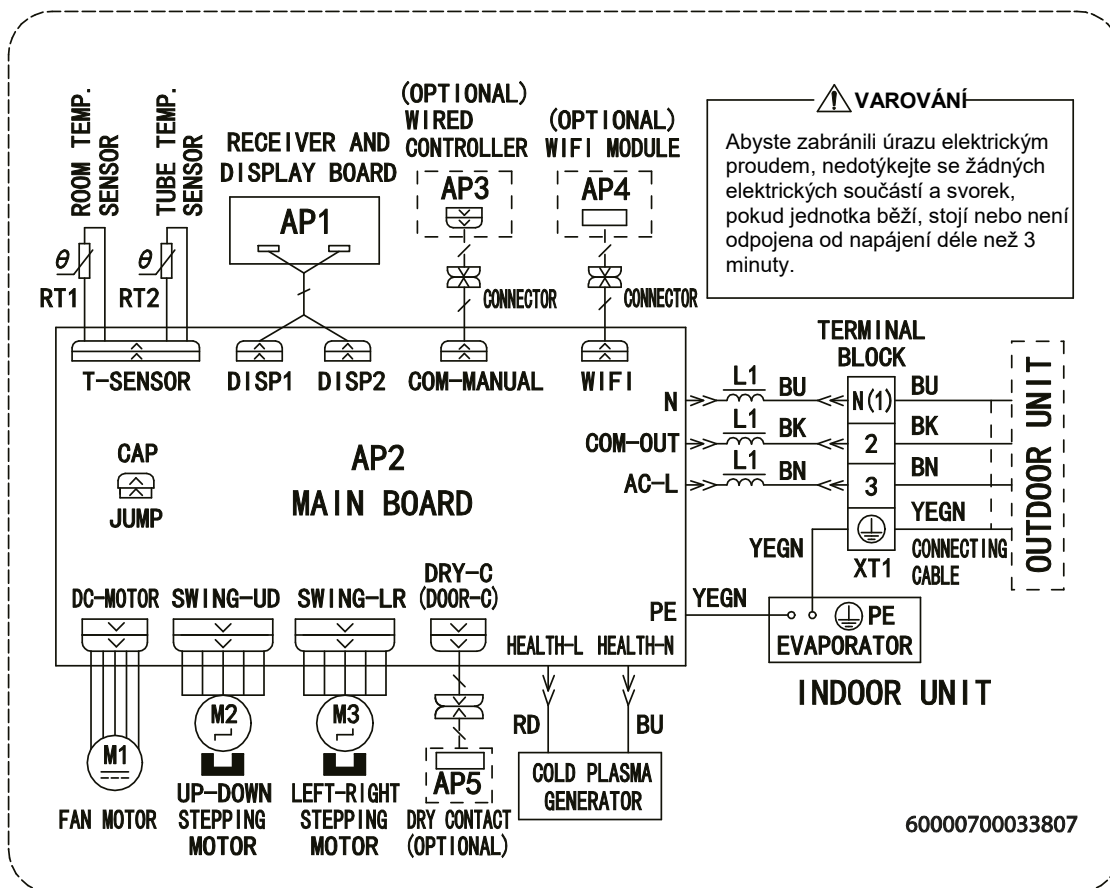 ROOM TEMP.
SENSOR
TUBE TEMP.
SENSOR
RECEIVER AND
DISPLAY BOARD
(OPTIONAL)
WIRED
CONTROLLER
(OPTIONAL)
WIFI MODULE
VAROVÁNÍ
Abyste zabránili úrazu elektrickým
proudem, nedotýkejte se žádných
elektrických součástí a svorek,
pokud jednotka běží, stojí nebo není
odpojena od napájení déle než 3
minuty.
AP1
AP3
AP4
θ
RT1
θ
RT2
CONNECTOR
CONNECTOR
T-SENSOR
DISP1
DISP2
COM-MANUAL
WIFI
TERMINAL
BLOCK
N
L1
BU
N(1)
BU
COM-OUT
L1
BK
2
BK
AC-L
L1
BN
3
BN
YEGN
YEGN
XT1
CONNECTING
CABLE
OUTDOOR UNIT
CAP
JUMP
AP2
MAIN BOARD
DC-MOTOR
SWING-UD
SWING-LR
DRY-C
(DOOR-C)
HEALTH-L
HEALTH-N
PE
YEGN
PE
EVAPORATOR
INDOOR UNIT
M1
M2
M3
AP5
RD
BU
COLD PLASMA
GENERATOR
FAN MOTOR
UP-DOWN
STEPPING
MOTOR
LEFT-RIGHT
STEPPING
MOTOR
DRY CONTACT
(OPTIONAL)
60000700033807